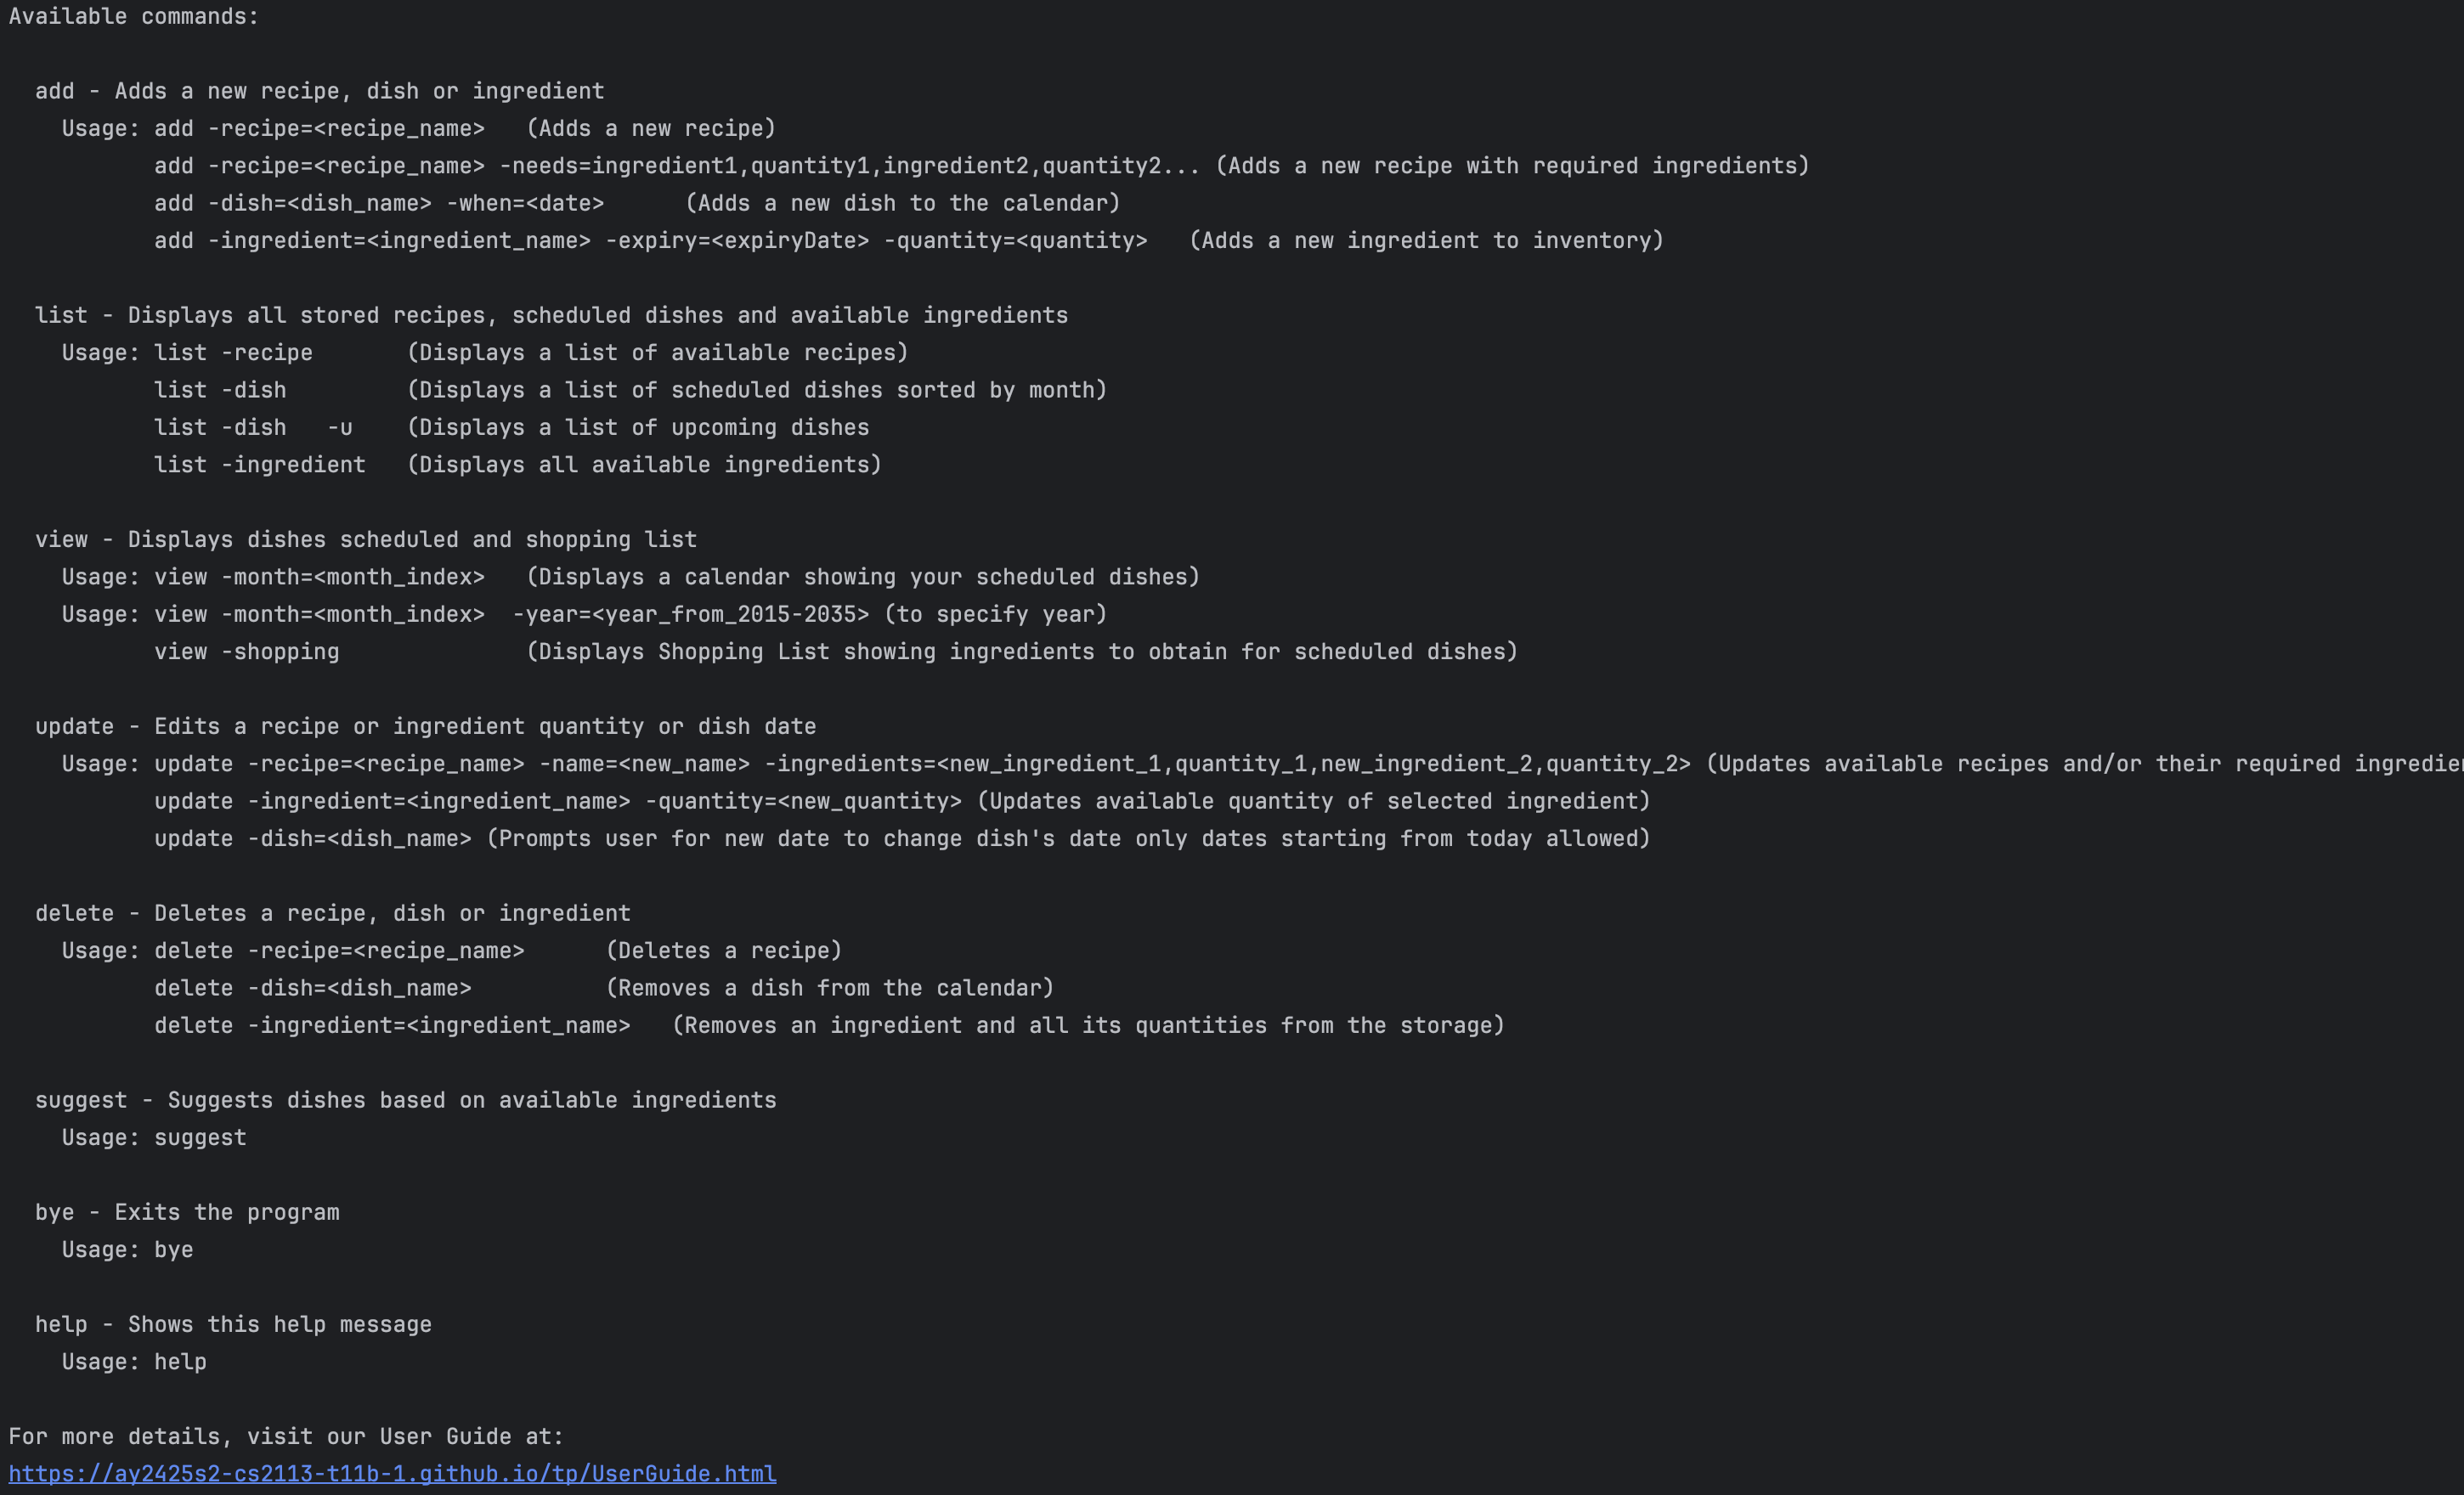 Available commands:
add - Adds a new recipe, dish or ingredient
Usage: add -recipe=<recipe_name>   (Adds a new recipe)
add -recipe=<recipe_name> -needs=ingredient1,quantity1,ingredient2,quantity2... (Adds a new recipe with required ingredients)
add -dish=<dish_name> -when=<date>      (Adds a new dish to the calendar)
add -ingredient=<ingredient_name> -expiry=<expiryDate> -quantity=<quantity>   (Adds a new ingredient to inventory)
list - Displays all stored recipes, scheduled dishes and available ingredients
Usage: list -recipe       (Displays a list of available recipes)
list -dish         (Displays a list of scheduled dishes sorted by month)
list -dish   -u    (Displays a list of upcoming dishes
list -ingredient   (Displays all available ingredients)
view - Displays dishes scheduled and shopping list
Usage: view -month=<month_index>   (Displays a calendar showing your scheduled dishes)
Usage: view -month=<month_index>  -year=<year_from_2015-2035> (to specify year)
view -shopping              (Displays Shopping List showing ingredients to obtain for scheduled dishes)
update - Edits a recipe or ingredient quantity or dish date
Usage: update -recipe=<recipe_name> -name=<new_name> -ingredients=<new_ingredient_1,quantity_1,new_ingredient_2,quantity_2> (Updates available recipes and/or their required
update -ingredient=<ingredient_name> -quantity=<new_quantity> (Updates available quantity of selected ingredient)
update -dish=<dish_name> (Prompts user for new date to change dish's date only dates starting from today allowed)
delete - Deletes a recipe, dish or ingredient
Usage: delete -recipe=<recipe_name>      (Deletes a recipe)
delete -dish=<dish_name>          (Removes a dish from the calendar)
delete -ingredient=<ingredient_name>   (Removes an ingredient and all its quantities from the storage)
suggest - Suggests dishes based on available ingredients
Usage: suggest
bye - Exits the program
Usage: bye
help - Shows this help message
Usage: help
For more details, visit our User Guide at:
https://ay2425s2-cs2113-t11b-1.github.io/tp/UserGuide.html